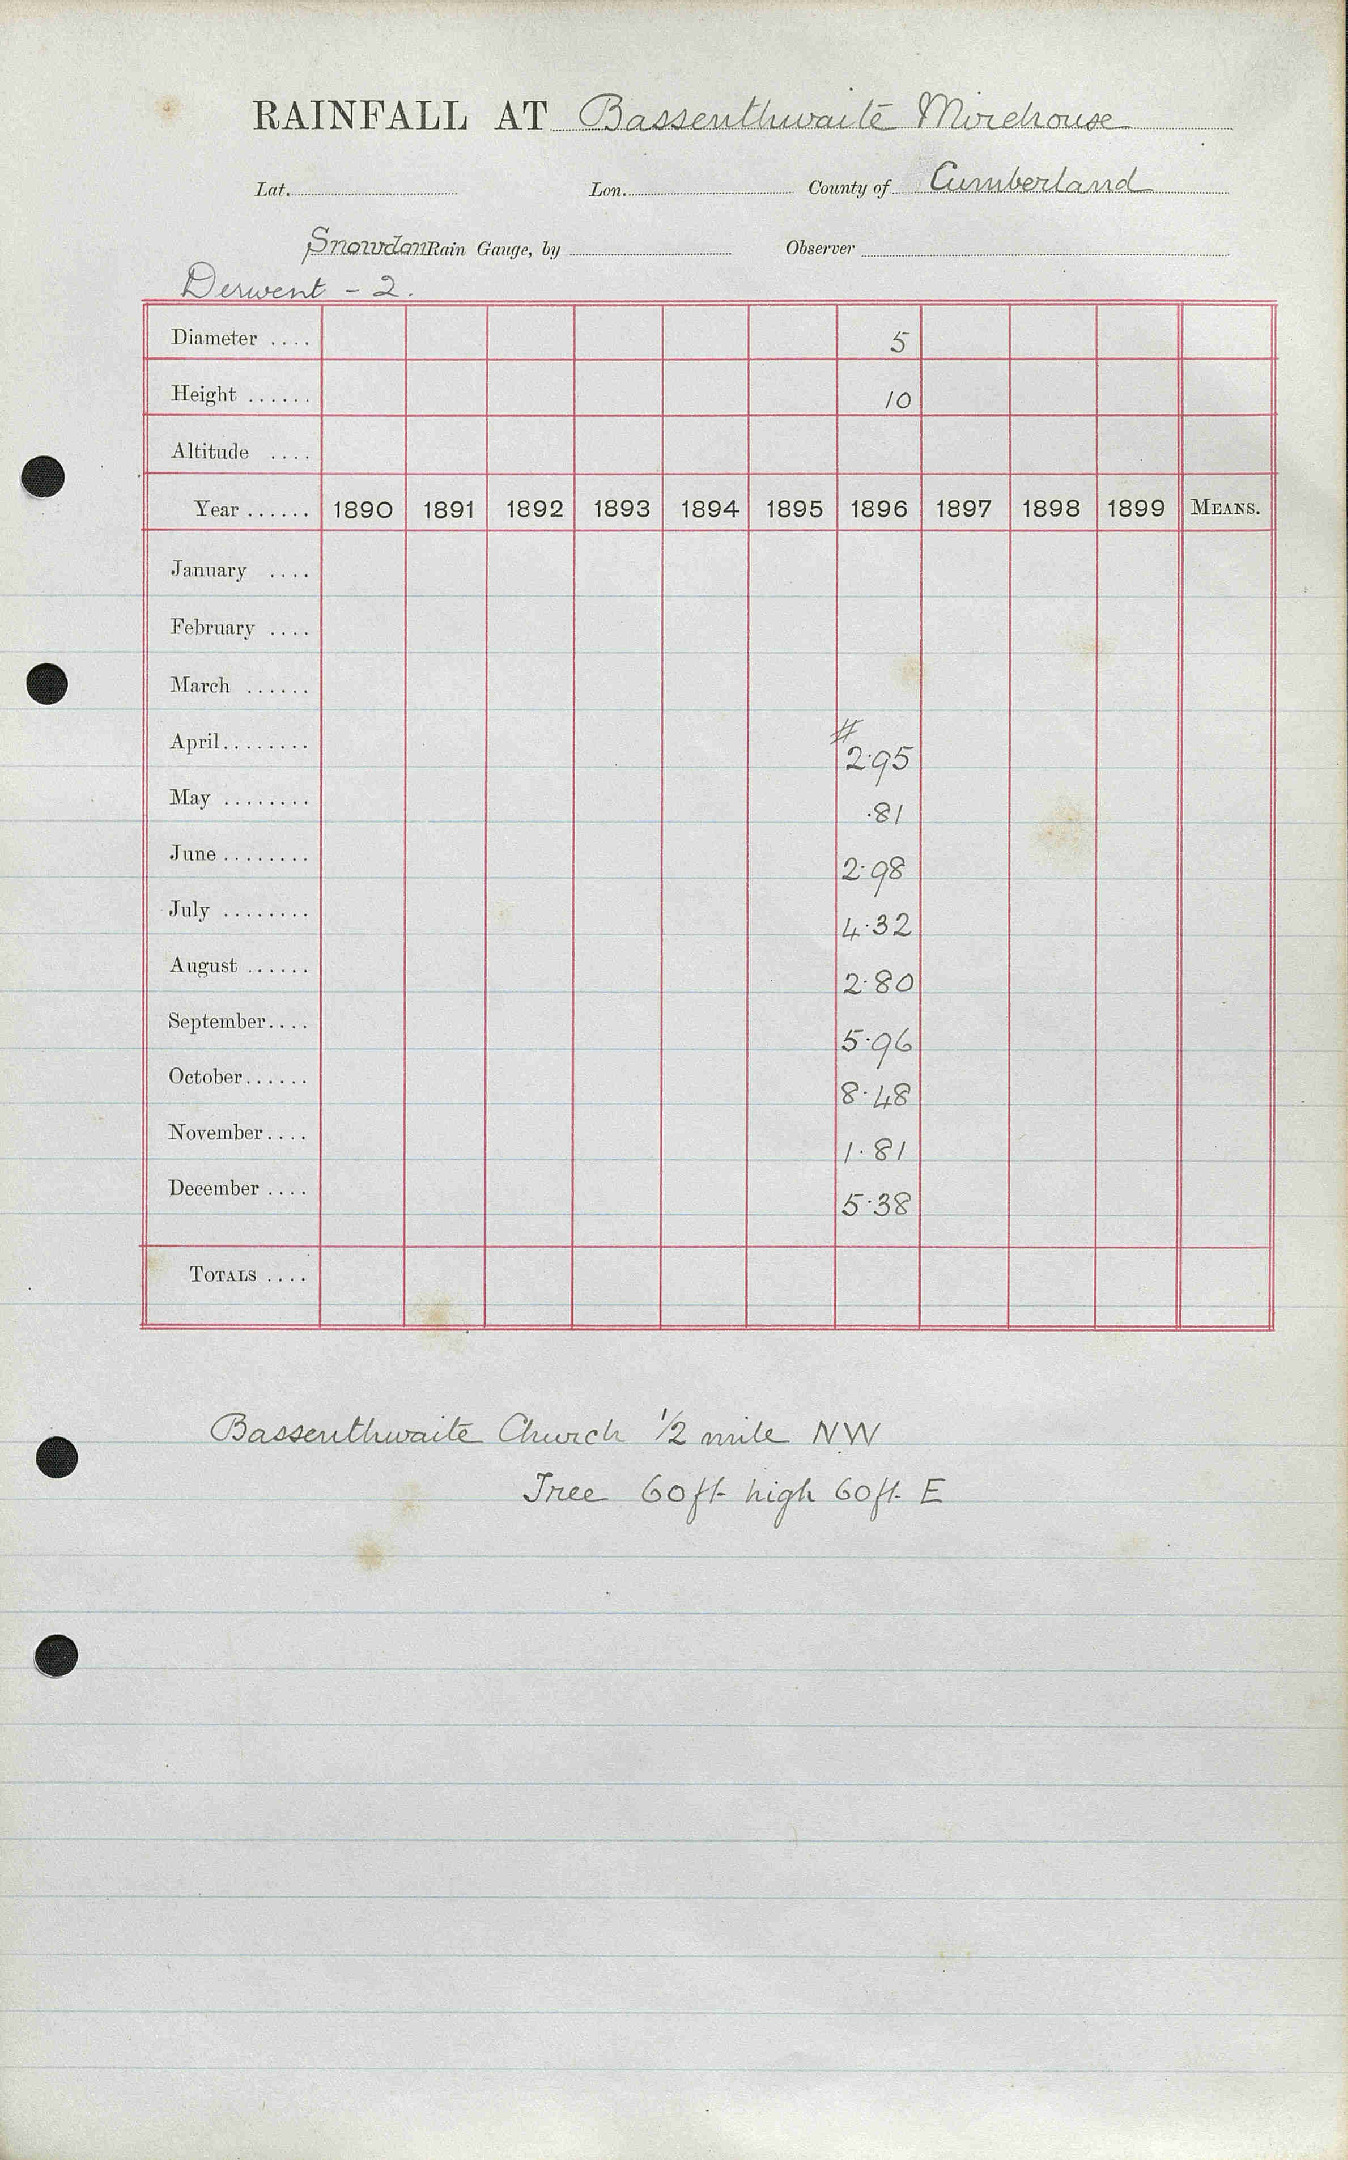 RAINFALL AT Bassenthwaite Mirehouse
Lat. Lon. County of Cumberland
Snowdon Rain Gauge, by Observer
Derwent - 2.
Diameter .... 5
Height ...... 10
Altitude ....
Year ...... 1890 1891 1892 1893 1894 1895 1896 1897 1898 1899 MEANS.
January ....
February ....
March ......
April ........ # 2.95
May ........ .81
June ........ 2.98
July ........ 4.32
August ...... 2.80
September.... 5.96
October...... 8.48
November.... 1.81
December .... 5.38
TOTALS ....
Bassenthwaite Church 1/2 mile NW
Tree 60ft high 60ft. E